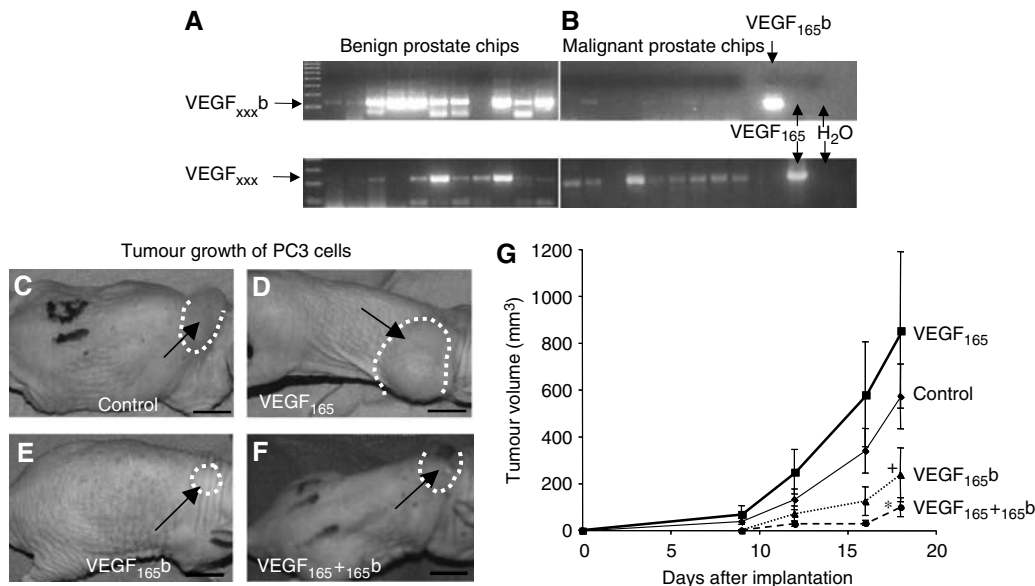 A
B
VEGF165b
Benign prostate chips
Malignant prostate chips
VEGFxxxb
VEGF165
H2O
VEGFxxx
Tumour growth of PC3 cells
C
Control
D
VEGF165
E
VEGF165b
F
VEGF165+165b
G
1200
1000
800
600
400
200
0
Tumour volume (mm3)
0
5
10
15
20
Days after implantation
VEGF165
Control
+
VEGF165b
*
VEGF165+165b